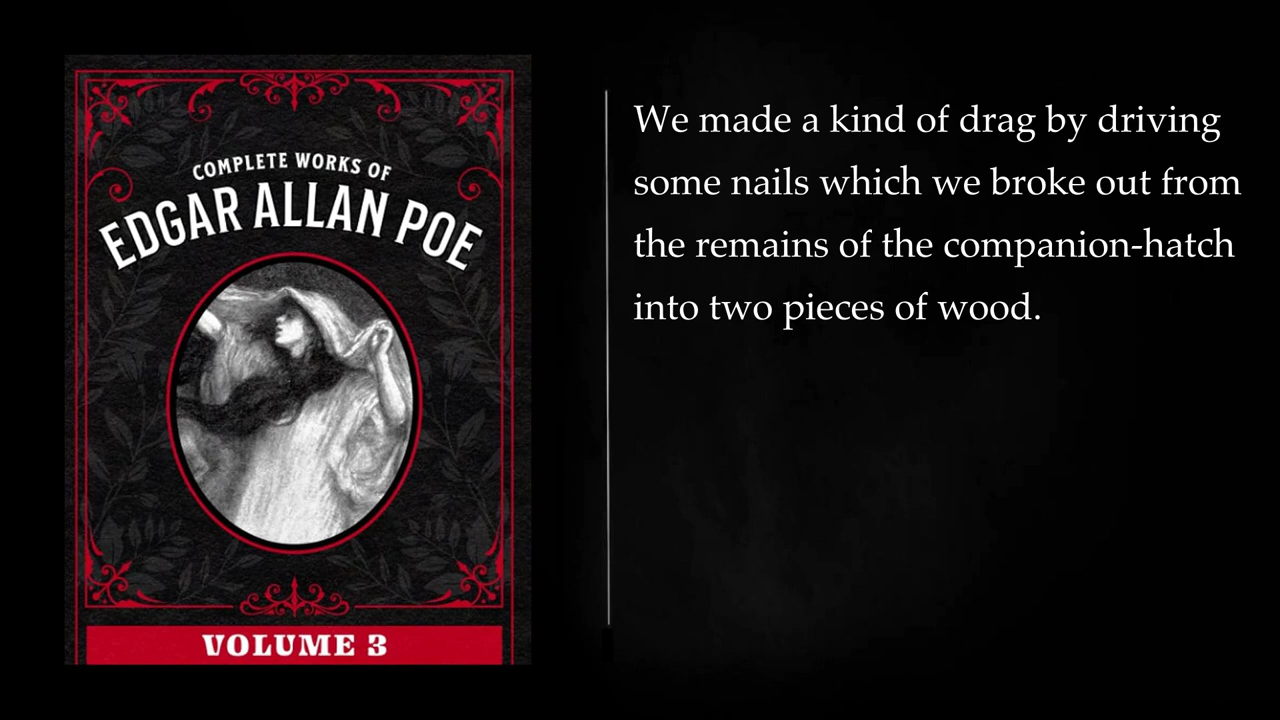 COMPLETE WORKS OF
EDGAR ALLAN POE
VOLUME 3
We made a kind of drag by driving
some nails which we broke out from
the remains of the companion-hatch
into two pieces of wood.